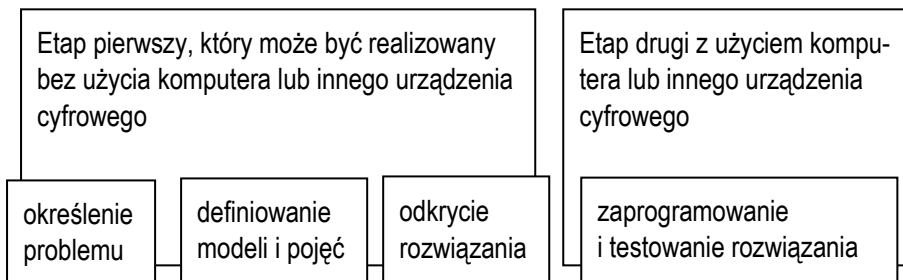 Etap pierwszy, który może być realizowany
bez użycia komputera lub innego urządzenia
cyfrowego
Etap drugi z użyciem kompu-
tera lub innego urządzenia
cyfrowego
określenie
problemu
definiowanie
modeli i pojęć
odkrycie
rozwiązania
zaprogramowanie
i testowanie rozwiązania